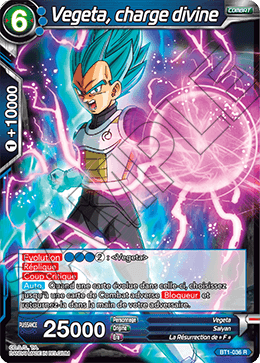 6 Vegeta, charge divine COMBAT
1 +10000
Évolution 2 : <Vegeta>
Réplique
Coup Critique
Auto Quand une carte évolue dans celle-ci, choisissez
jusqu'à une carte de Combat adverse Bloqueur et
retournez-la dans la main de votre adversaire.
PUISSANCE 25000
Personnage Vegeta
Origine Saiyan
Ère La Résurrection de « F »
BT1-036 R